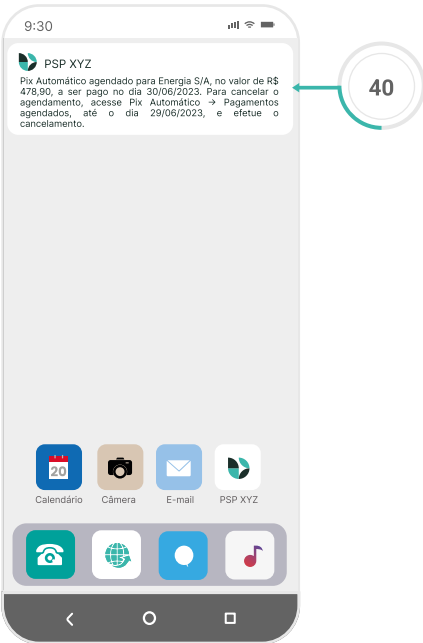 9:30
PSP XYZ
Pix Automático agendado para Energia S/A, no valor de R$
478,90, a ser pago no dia 30/06/2023. Para cancelar o
agendamento, acesse Pix Automático → Pagamentos
agendados, até o dia 29/06/2023, e efetue o
cancelamento.
40
20
Calendário Câmera E-mail PSP XYZ